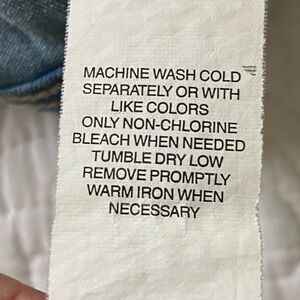 MACHINE WASH COLD
SEPARATELY OR WITH
LIKE COLORS
ONLY NON-CHLORINE
BLEACH WHEN NEEDED
TUMBLE DRY LOW
REMOVE PROMPTLY
WARM IRON WHEN
NECESSARY